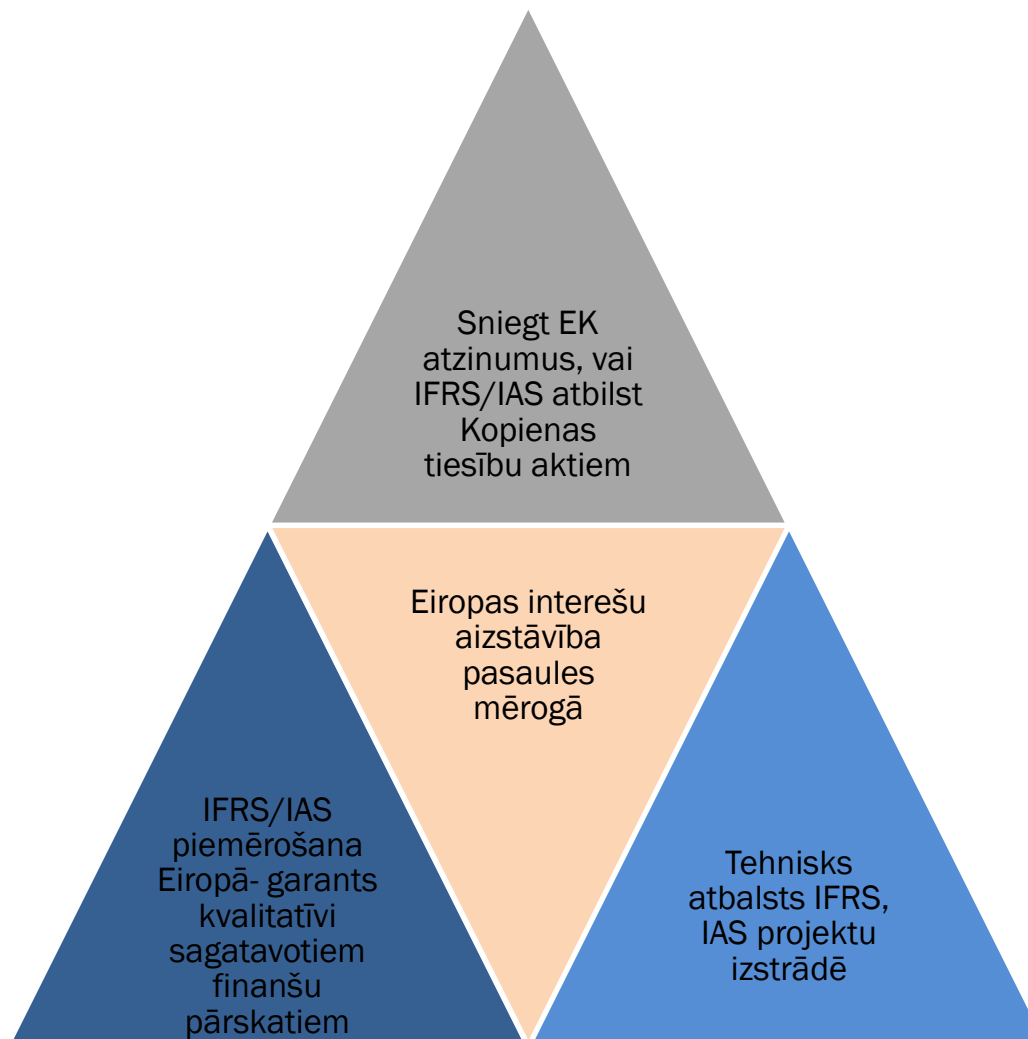 Sniegt EK
atzinumus, vai
IFRS/IAS atbilst
Kopienas
tiesību aktiem
Eiropas interešu
aizstāvība
pasaules
mērogā
IFRS/IAS
piemērošana
Eiropā- garants
kvalitatīvi
sagatavotiem
finanšu
pārskatiem
Tehnisks
atbalsts IFRS,
IAS projektu
izstrādē